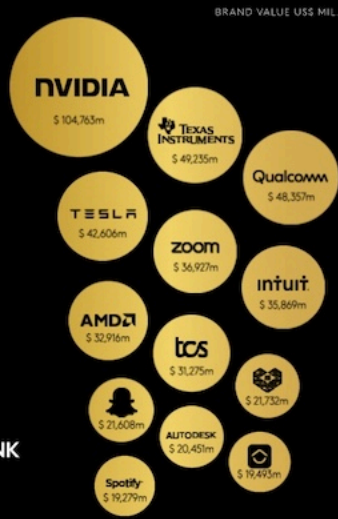 BRAND VALUE US$ MIL
NVIDIA
$ 104,763m
TEXAS
INSTRUMENTS
$ 49,235m
Qualcomm
$ 48,357m
TESLA
$ 42,606m
zoom
$ 36,927m
INTUIT
$ 35,869m
AMD
$ 32,916m
tcs
$ 31,275m
$ 21,732m
$ 21,608m
AUTODESK
$ 20,451m
$ 19,493m
NK
Spotify
$ 19,279m